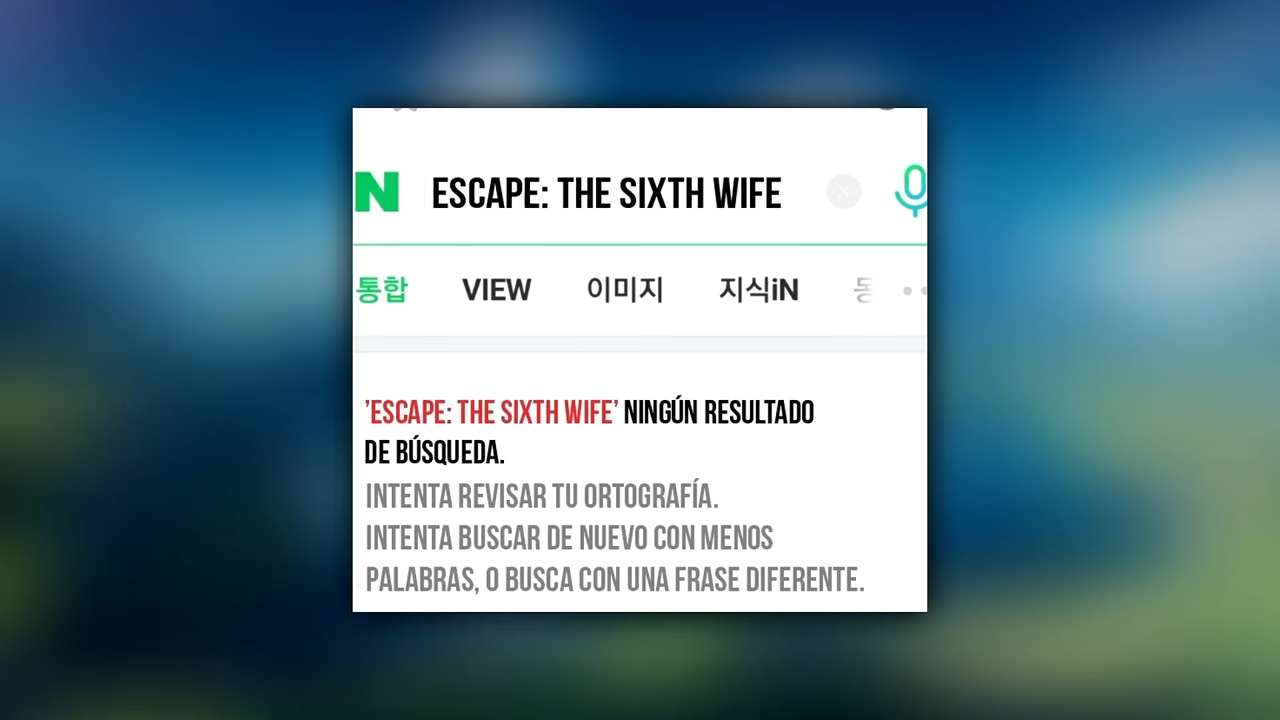 N ESCAPE: THE SIXTH WIFE
통합 VIEW 이미지 지식iN
'ESCAPE: THE SIXTH WIFE' NINGÚN RESULTADO
DE BÚSQUEDA.
INTENTA REVISAR TU ORTOGRAFÍA.
INTENTA BUSCAR DE NUEVO CON MENOS
PALABRAS, O BUSCA CON UNA FRASE DIFERENTE.